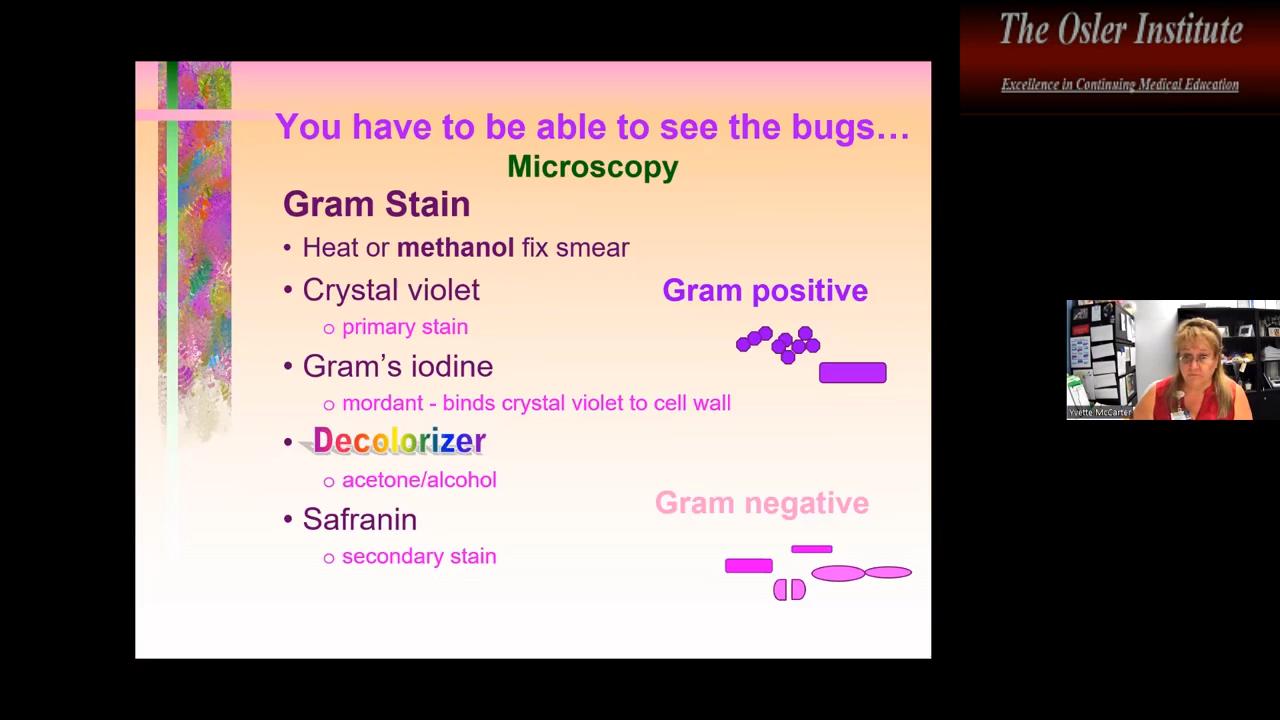 The Osler Institute
Excellence in Continuing Medical Education
You have to be able to see the bugs…
Microscopy
Gram Stain
• Heat or methanol fix smear
• Crystal violet
o primary stain
• Gram’s iodine
o mordant - binds crystal violet to cell wall
• Decolorizer
o acetone/alcohol
• Safranin
o secondary stain
Gram positive
Gram negative
Yvette McCarter